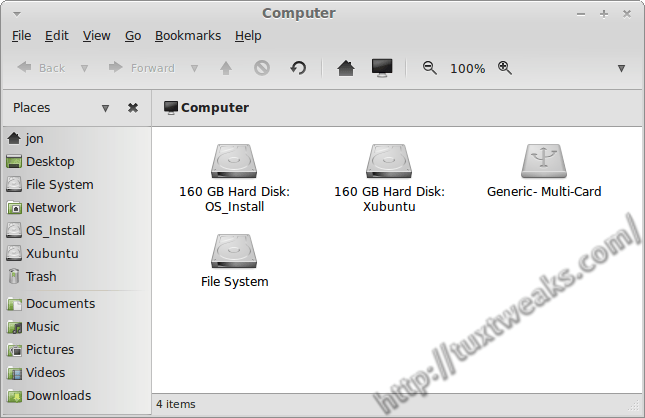 Computer
File Edit View Go Bookmarks Help
Back Forward 100%
Places
Computer
jon
Desktop
File System
Network
OS_Install
Xubuntu
Trash
Documents
Music
Pictures
Videos
Downloads
160 GB Hard Disk:
OS_Install
160 GB Hard Disk:
Xubuntu
Generic- Multi-Card
File System
4 items
http://tuxtweaks.com/